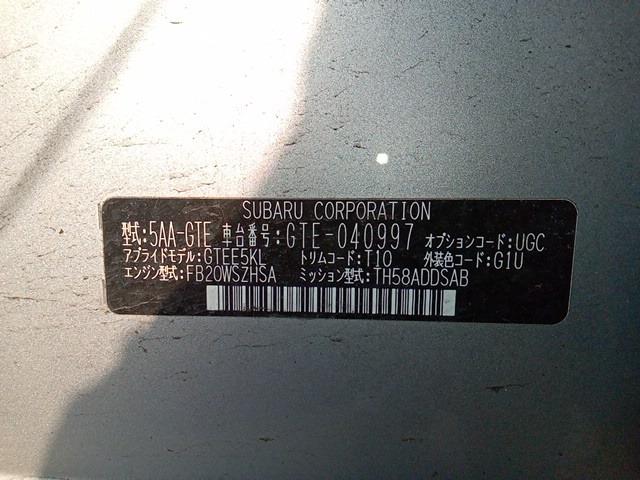 SUBARU CORPORATION
型式:5AA-GTE 車台番号:GTE-040997 オプションコード:UGC
アプライドモデル:GTEE5KL トリムコード:T10 外装色コード:G1U
エンジン型式:FB20WSZHSA ミッション型式:TH58ADDSAB